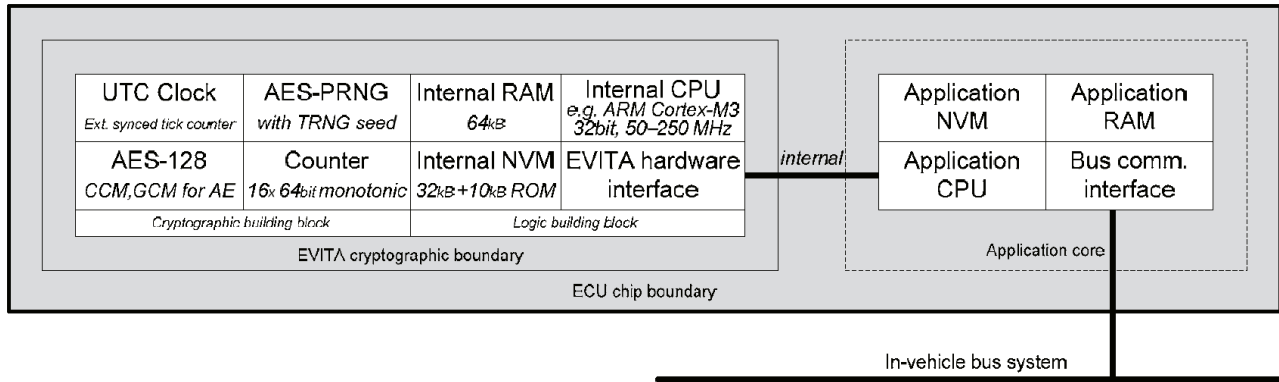 UTC Clock
Ext. synced tick counter
AES-PRNG
with TRNG seed
Internal RAM
64kB
Internal CPU
e.g. ARM Cortex-M3
32bit, 50–250 MHz
AES-128
CCM,GCM for AE
Counter
16x 64bit monotonic
Internal NVM
32kB+10kB ROM
EVITA hardware
interface
Cryptographic building block
Logic building block
EVITA cryptographic boundary
internal
Application
NVM
Application
RAM
Application
CPU
Bus comm.
interface
Application core
ECU chip boundary
In-vehicle bus system